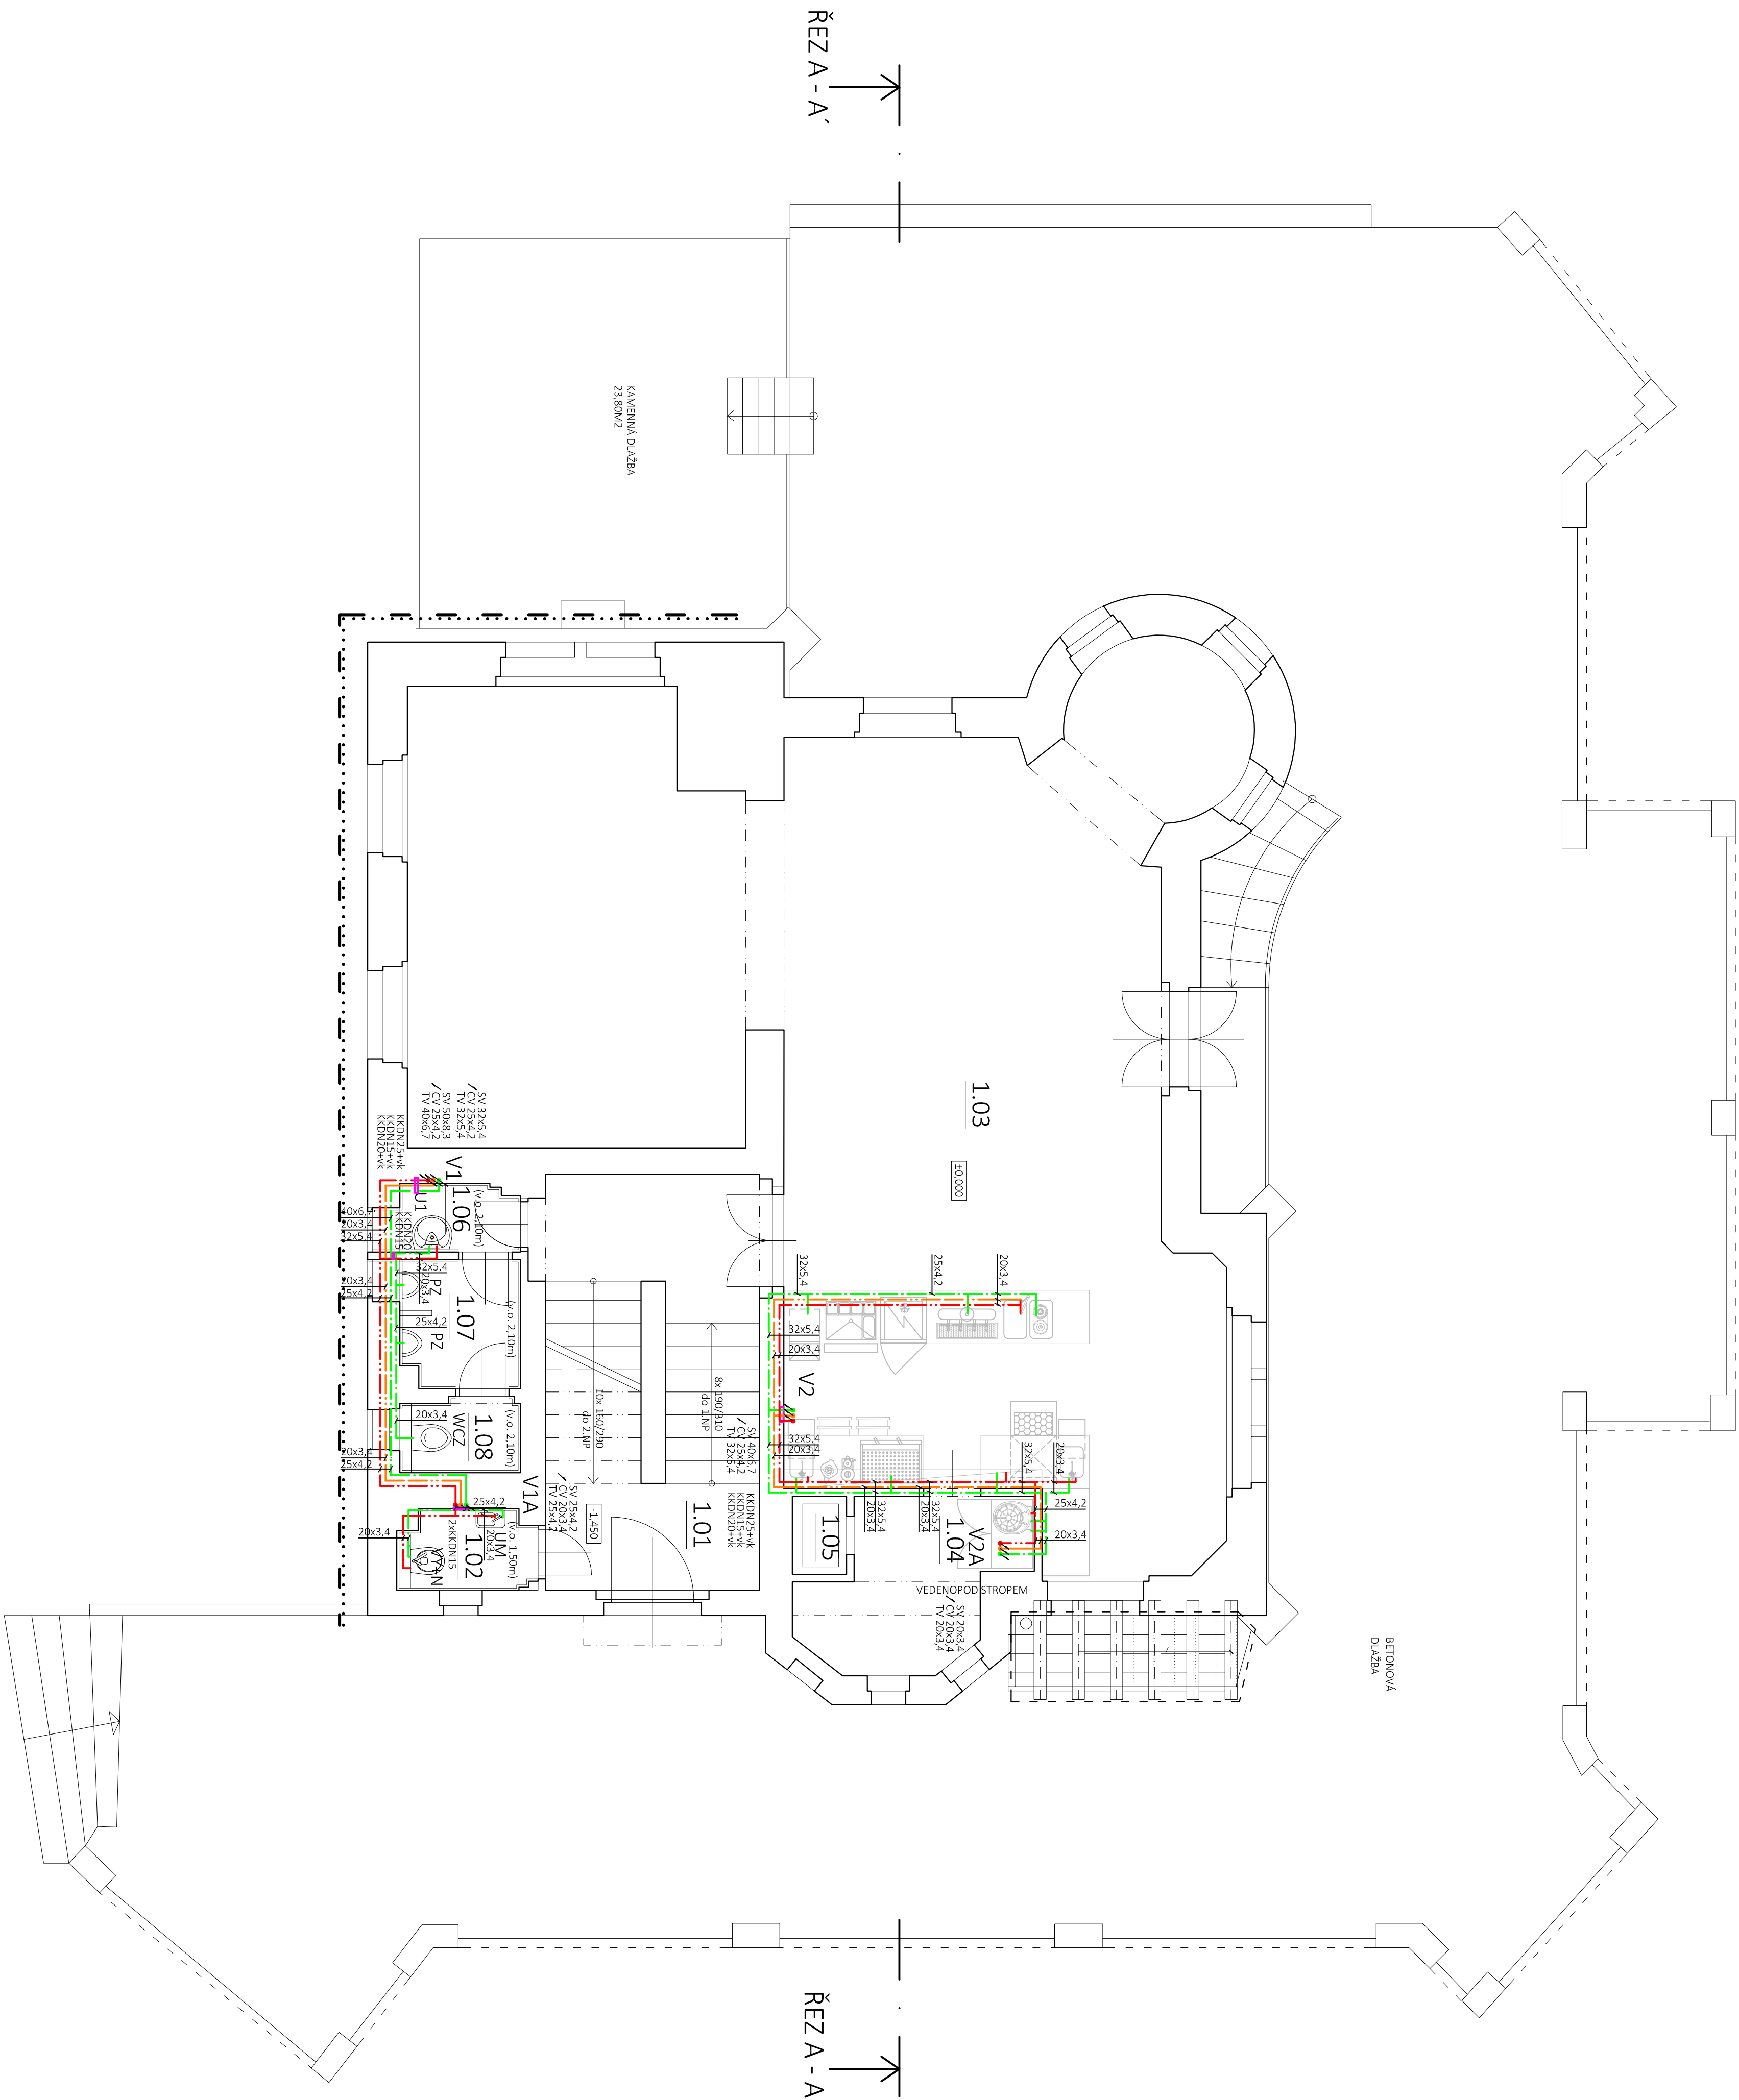 ŘEZ A - A´
KAMENNÁ DLAŽBA
23,80M2
1.03
±0,000
SV 32x5,4
CV 25x4,2
TV 32x5,4
SV 50x8,3
CV 25x4,2
TV 40x6,7
KKDN25+vk
KKDN15+vk
KKDN20+vk
V1
U1
1.06
(v.o. 2,10m)
KKDN20
KKDN15
40x6,7
20x3,4
32x5,4
20x3,4
25x4,2
32x5,4
20x3,4
PZ
1.07
(v.o. 2,10m)
25x4,2
PZ
20x3,4
WCZ
1.08
(v.o. 2,10m)
20x3,4
25x4,2
10x 160/290
do 2.NP
8x 190/310
do 1.NP
32x5,4
25x4,2
20x3,4
32x5,4
20x3,4
V2
SV 40x6,7
CV 25x4,2
TV 32x5,4
KKDN25+vk
KKDN15+vk
KKDN20+vk
32x5,4
20x3,4
32x5,4
20x3,4
32x5,4
20x3,4
32x5,4
20x3,4
25x4,2
20x3,4
V1A
SV 25x4,2
CV 20x3,4
TV 25x4,2
-1,450
1.01
25x4,2
20x3,4
UM
(v.o. 1,50m)
2xKKDN15
1.02
VY+N
20x3,4
1.05
1.04
V2A
VEDENOPOD STROPEM
SV 20x3,4
CV 20x3,4
TV 20x3,4
BETONOVÁ
DLAŽBA
ŘEZ A - A